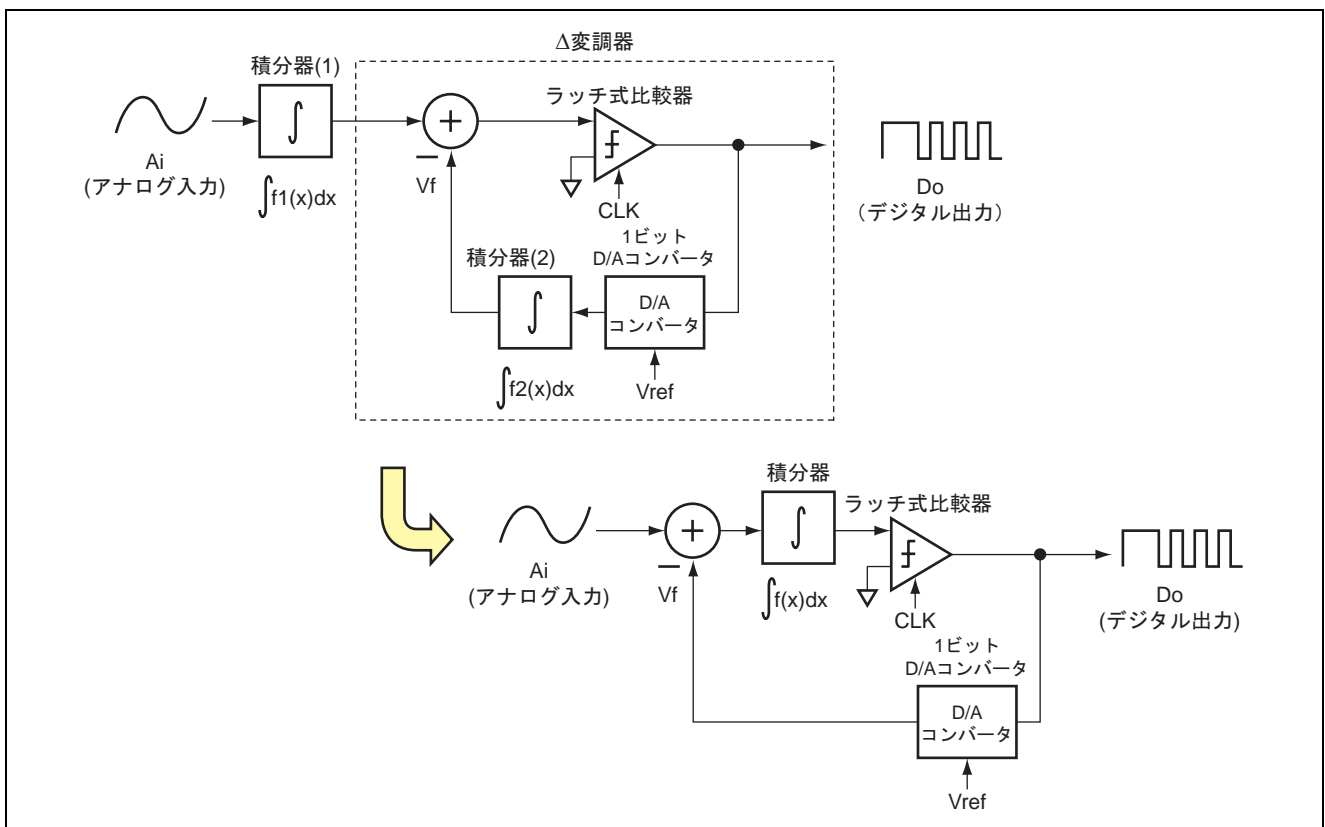 Δ変調器
積分器(1)
ラッチ式比較器
∫
+
Ai
(アナログ入力)
−
Vf
∫f1(x)dx
CLK
Do
（デジタル出力）
1ビット
D/Aコンバータ
積分器(2)
∫
D/A
コンバータ
∫f2(x)dx
Vref
積分器
ラッチ式比較器
+
∫
Ai
(アナログ入力)
−
Vf
∫f(x)dx
CLK
Do
(デジタル出力)
1ビット
D/Aコンバータ
D/A
コンバータ
Vref